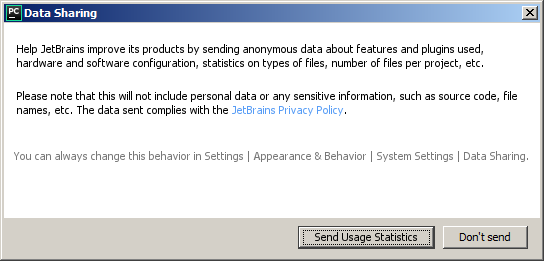 PC Data Sharing
Help JetBrains improve its products by sending anonymous data about features and plugins used,
hardware and software configuration, statistics on types of files, number of files per project, etc.
Please note that this will not include personal data or any sensitive information, such as source code, file
names, etc. The data sent complies with the JetBrains Privacy Policy.
You can always change this behavior in Settings | Appearance & Behavior | System Settings | Data Sharing.
Send Usage Statistics Don't send